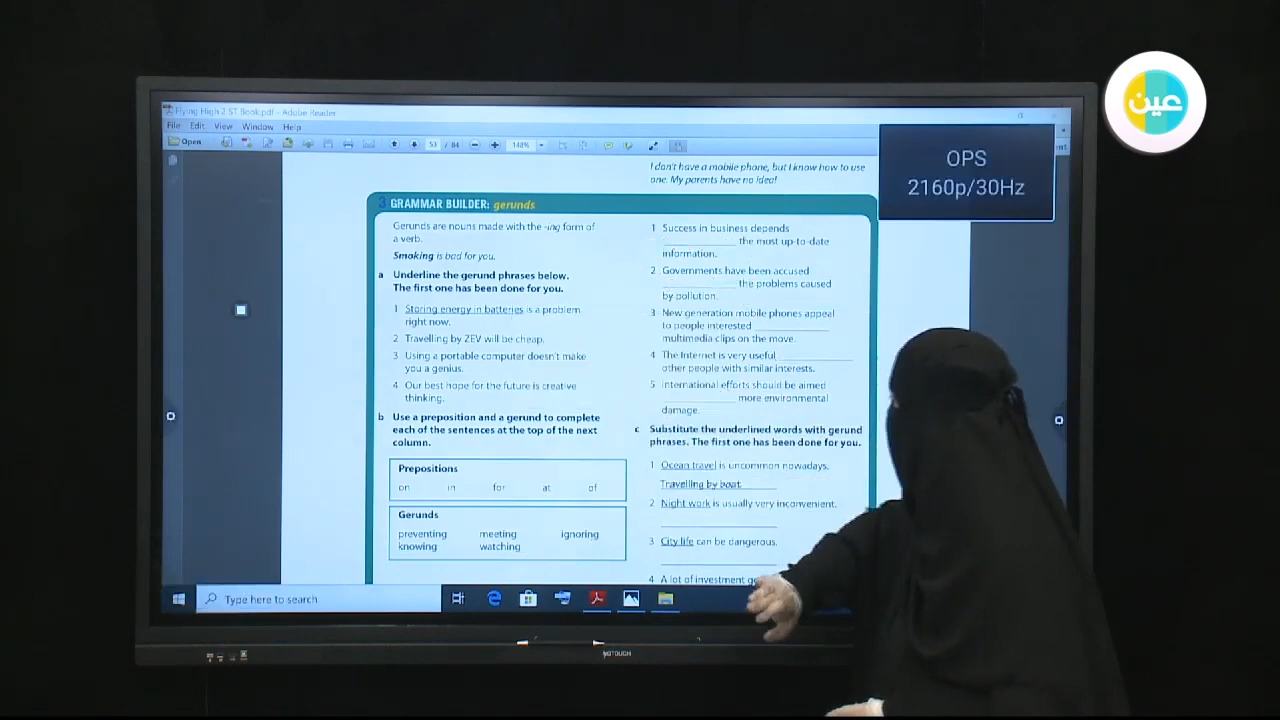 عين
Flying High 2 ST Book.pdf - Adobe Reader
File Edit View Window Help
Open 53 / 84 148%
OPS
2160p/30Hz
I don't have a mobile phone, but I know how to use
one. My parents have no idea!
3 GRAMMAR BUILDER: gerunds
Gerunds are nouns made with the -ing form of
a verb.
Smoking is bad for you.
a Underline the gerund phrases below.
The first one has been done for you.
1 Storing energy in batteries is a problem
right now.
2 Travelling by ZEV will be cheap.
3 Using a portable computer doesn't make
you a genius.
4 Our best hope for the future is creative
thinking.
b Use a preposition and a gerund to complete
each of the sentences at the top of the next
column.
Prepositions
on in for at of
Gerunds
preventing meeting ignoring
knowing watching
1 Success in business depends
____________ the most up-to-date
information.
2 Governments have been accused
____________ the problems caused
by pollution.
3 New generation mobile phones appeal
to people interested ____________
multimedia clips on the move.
4 The Internet is very useful ____________
other people with similar interests.
5 International efforts should be aimed
____________ more environmental
damage.
c Substitute the underlined words with gerund
phrases. The first one has been done for you.
1 Ocean travel is uncommon nowadays.
Travelling by boat
2 Night work is usually very inconvenient.
3 City life can be dangerous.
4 A lot of investment
Type here to search